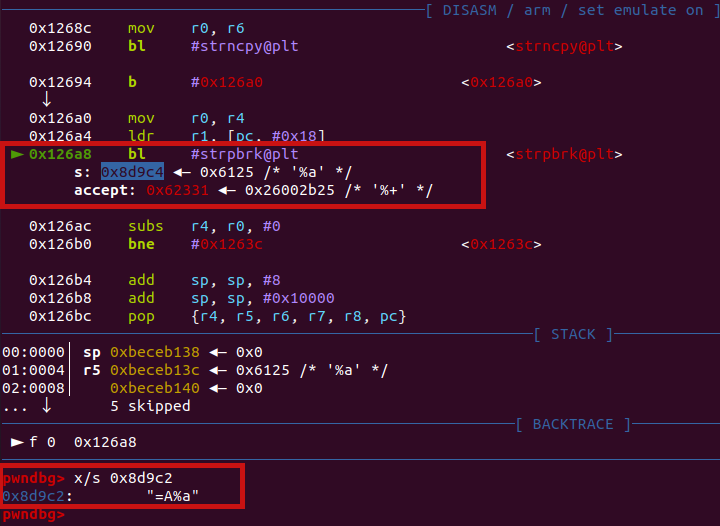 [ DISASM / arm / set emulate on ]
0x1268c mov r0, r6
0x12690 bl #strncpy@plt <strncpy@plt>
0x12694 b #0x126a0 <0x126a0>
↓
0x126a0 mov r0, r4
0x126a4 ldr r1, [pc, #0x18]
► 0x126a8 bl #strpbrk@plt <strpbrk@plt>
s: 0x8d9c4 ◂— 0x6125 /* '%a' */
accept: 0x62331 ◂— 0x26002b25 /* '%+' */
0x126ac subs r4, r0, #0
0x126b0 bne #0x1263c <0x1263c>
0x126b4 add sp, sp, #8
0x126b8 add sp, sp, #0x10000
0x126bc pop {r4, r5, r6, r7, r8, pc}
[ STACK ]
00:0000│ sp 0xbeceb138 ◂— 0x0
01:0004│ r5 0xbeceb13c ◂— 0x6125 /* '%a' */
02:0008│ 0xbeceb140 ◂— 0x0
... ↓ 5 skipped
[ BACKTRACE ]
► f 0 0x126a8
pwndbg> x/s 0x8d9c2
0x8d9c2: "=A%a"
pwndbg>